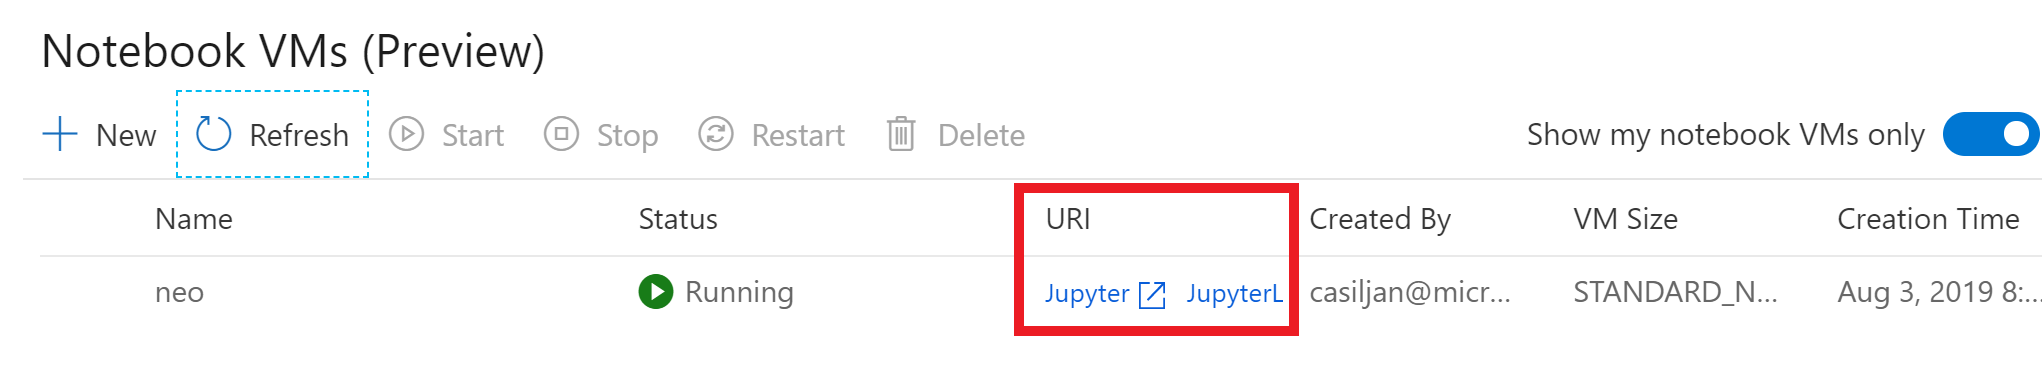 Notebook VMs (Preview)
New Refresh Start Stop Restart Delete Show my notebook VMs only
Name Status URI Created By VM Size Creation Time
neo Running Jupyter JupyterL casiljan@micr... STANDARD_N... Aug 3, 2019 8:...